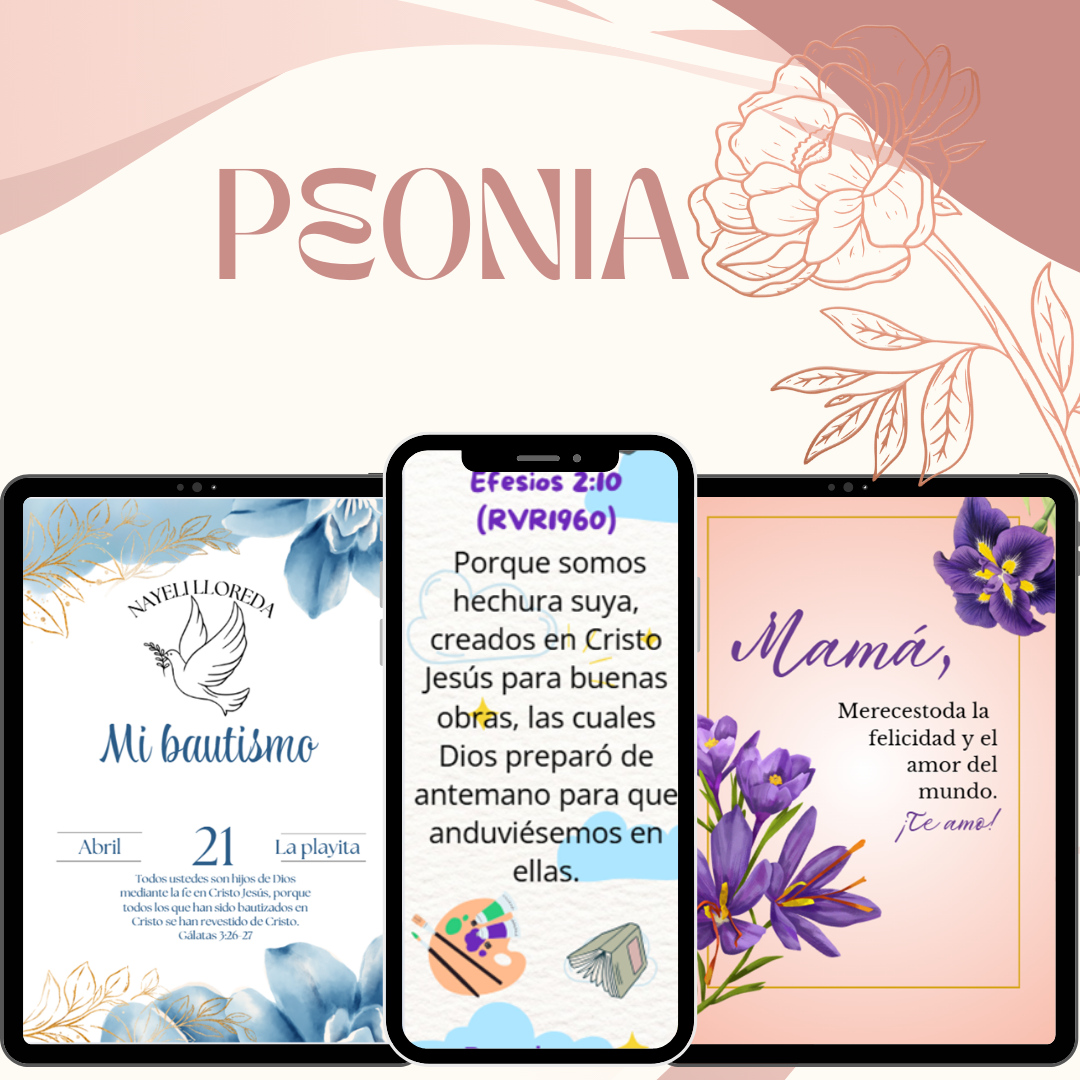 PEONIA
NAYELI LLOREDA
Mi bautismo
Abril
21
La playita
Todos ustedes son hijos de Dios
mediante la fe en Cristo Jesús, porque
todos los que han sido bautizados en
Cristo se han revestido de Cristo.
Gálatas 3:26-27
Efesios 2:10
(RVR1960)
Porque somos
hechura suya,
creados en Cristo
Jesús para buenas
obras, las cuales
Dios preparó de
antemano para que
anduviésemos en
ellas.
Mamá,
Merecestoda la
felicidad y el
amor del
mundo.
¡Te amo!